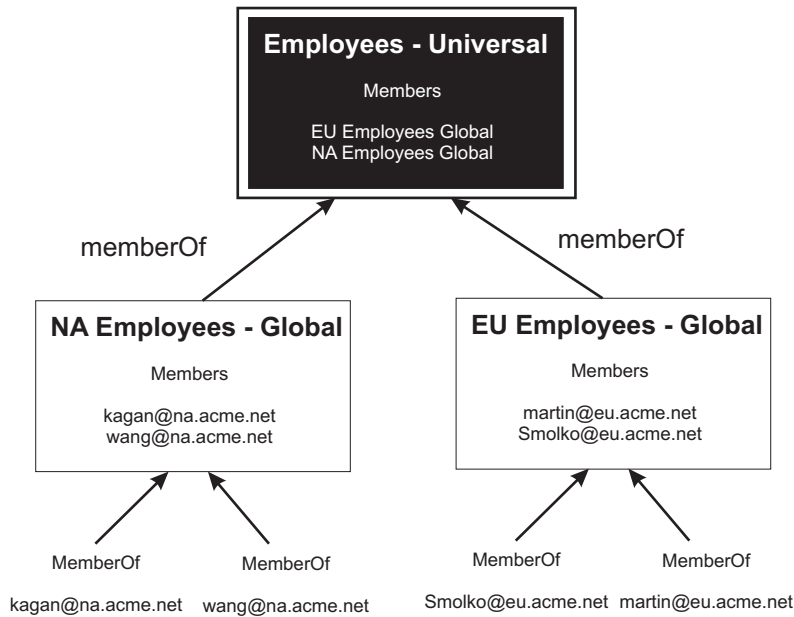 Employees - Universal
Members
EU Employees Global
NA Employees Global
memberOf
memberOf
NA Employees - Global
Members
kagan@na.acme.net
wang@na.acme.net
EU Employees - Global
Members
martin@eu.acme.net
Smolko@eu.acme.net
MemberOf
MemberOf
MemberOf
MemberOf
kagan@na.acme.net
wang@na.acme.net
Smolko@eu.acme.net
martin@eu.acme.net